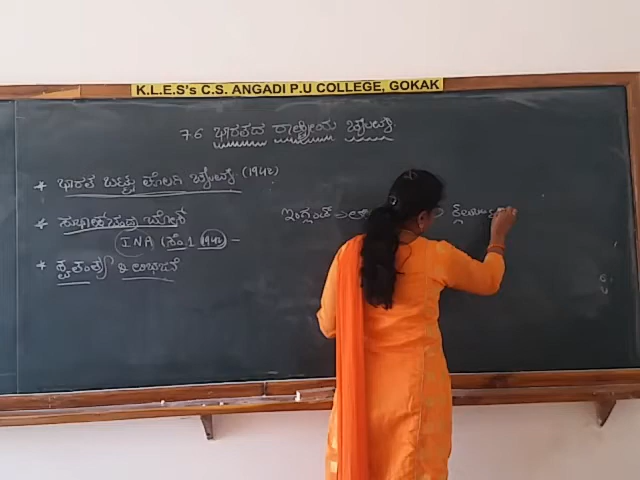 K.L.E.S's C.S. ANGADI P.U COLLEGE, GOKAK
7.6 ಭಾರತದ ರಾಷ್ಟ್ರೀಯ ಚಳುವಳಿ
* ಭಾರತ ಬಿಟ್ಟು ತೊಲಗಿ ಚಳುವಳಿ (1942)
* ಸುಭಾಷಚಂದ್ರ ಬೋಸ್
INA (ಸೆ. 1 1942 –
* ಸ್ವಾತಂತ್ರ್ಯ & ವಿಭಜನೆ